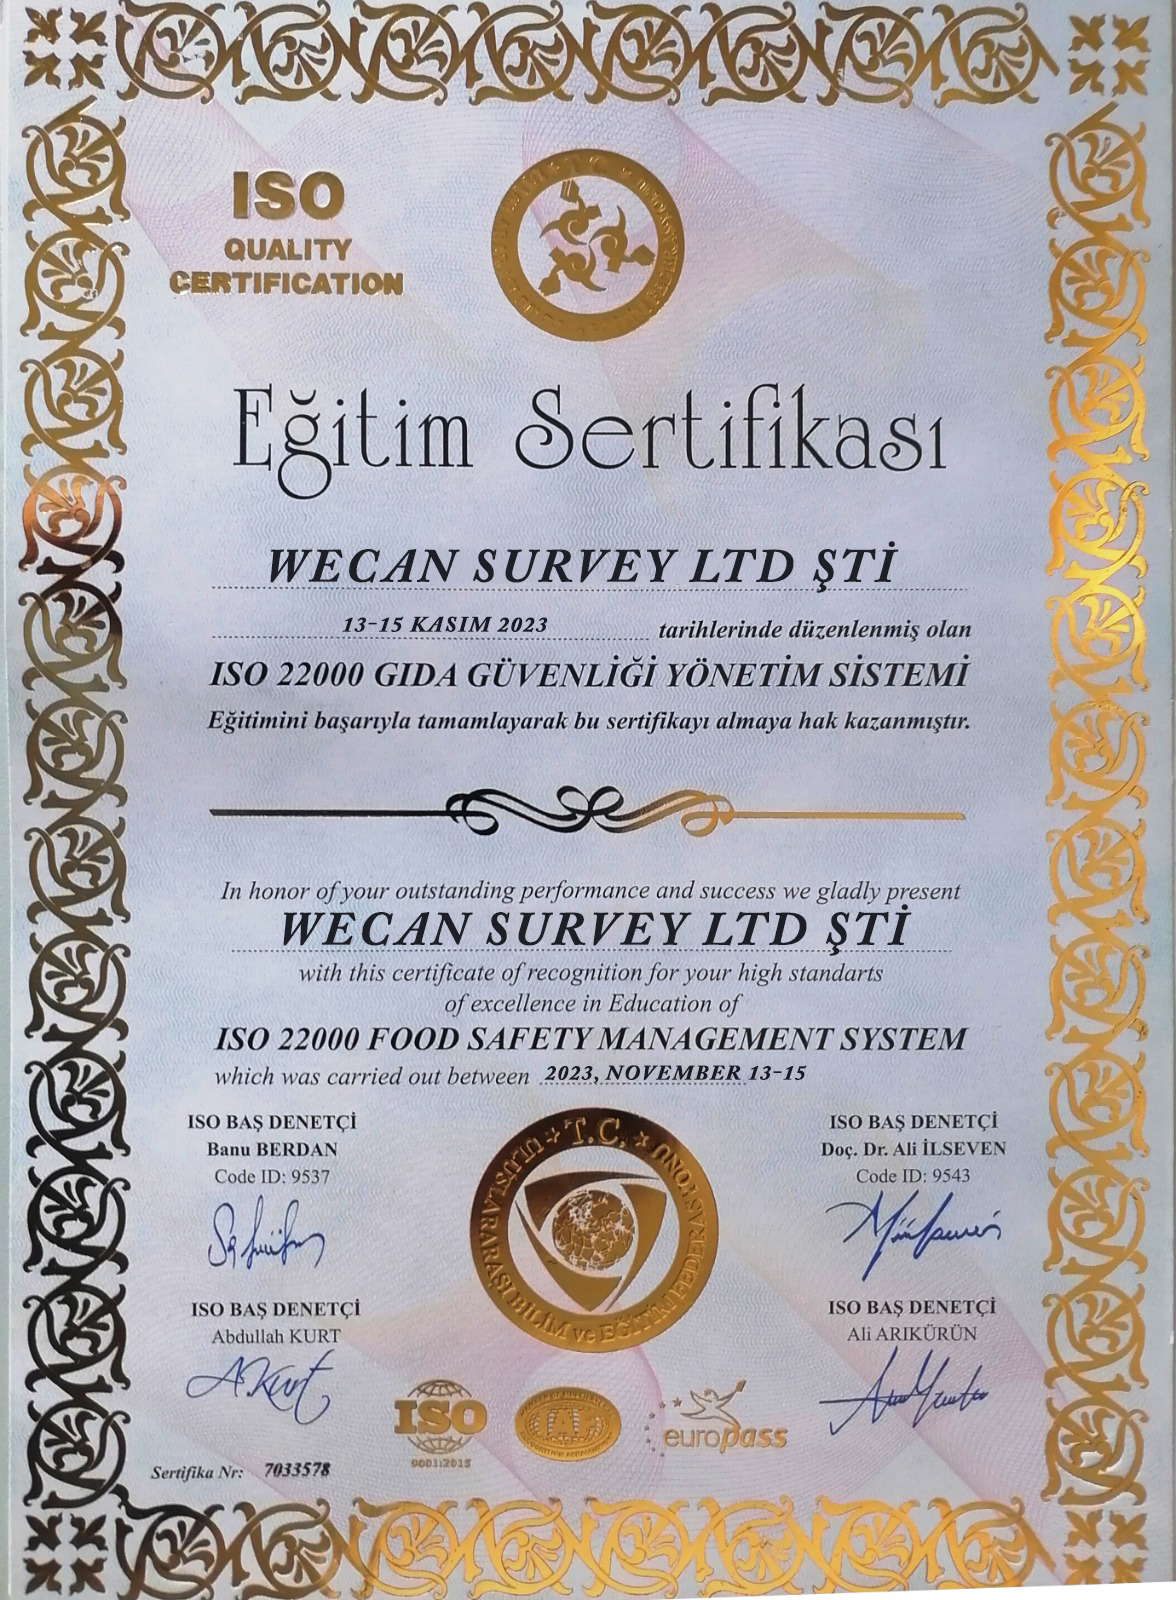 ISO
QUALITY
CERTIFICATION
Eğitim Sertifikası
WECAN SURVEY LTD ŞTİ
13-15 KASIM 2023 tarihlerinde düzenlenmiş olan
ISO 22000 GIDA GÜVENLİĞİ YÖNETİM SİSTEMİ
Eğitimini başarıyla tamamlayarak bu sertifikayı almaya hak kazanmıştır.
In honor of your outstanding performance and success we gladly present
WECAN SURVEY LTD ŞTİ
with this certificate of recognition for your high standarts
of excellence in Education of
ISO 22000 FOOD SAFETY MANAGEMENT SYSTEM
which was carried out between 2023, NOVEMBER 13-15
ISO BAŞ DENETÇİ
Banu BERDAN
Code ID: 9537
ISO BAŞ DENETÇİ
Doç. Dr. Ali İLSEVEN
Code ID: 9543
T.C. ULUSLARARASI BİLİM ve EĞİTİM FEDERASYONU
ISO BAŞ DENETÇİ
Abdullah KURT
A.Kurt
ISO BAŞ DENETÇİ
Ali ARIKÜRÜN
ISO
9001:2015
IAF
europass
Sertifika Nr: 7033578